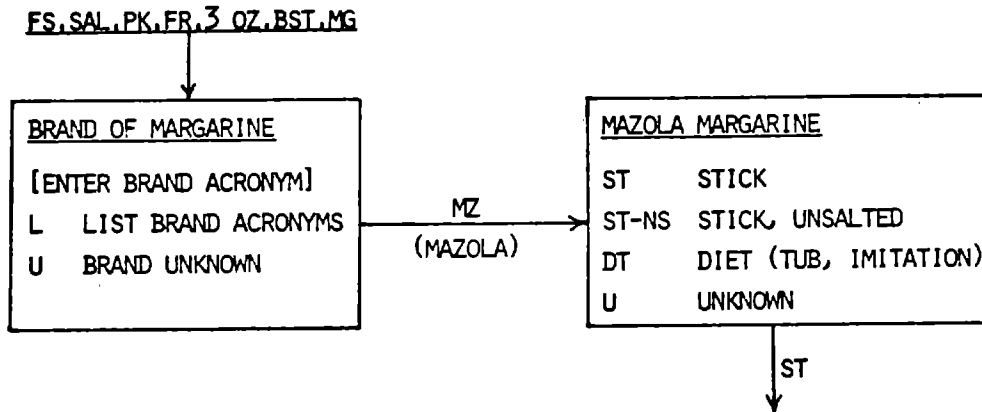 FS,SAL,PK,FR,3 OZ,BST,MG
BRAND OF MARGARINE
[ENTER BRAND ACRONYM]
L LIST BRAND ACRONYMS
U BRAND UNKNOWN
MZ
(MAZOLA)
MAZOLA MARGARINE
ST STICK
ST-NS STICK, UNSALTED
DT DIET (TUB, IMITATION)
U UNKNOWN
ST